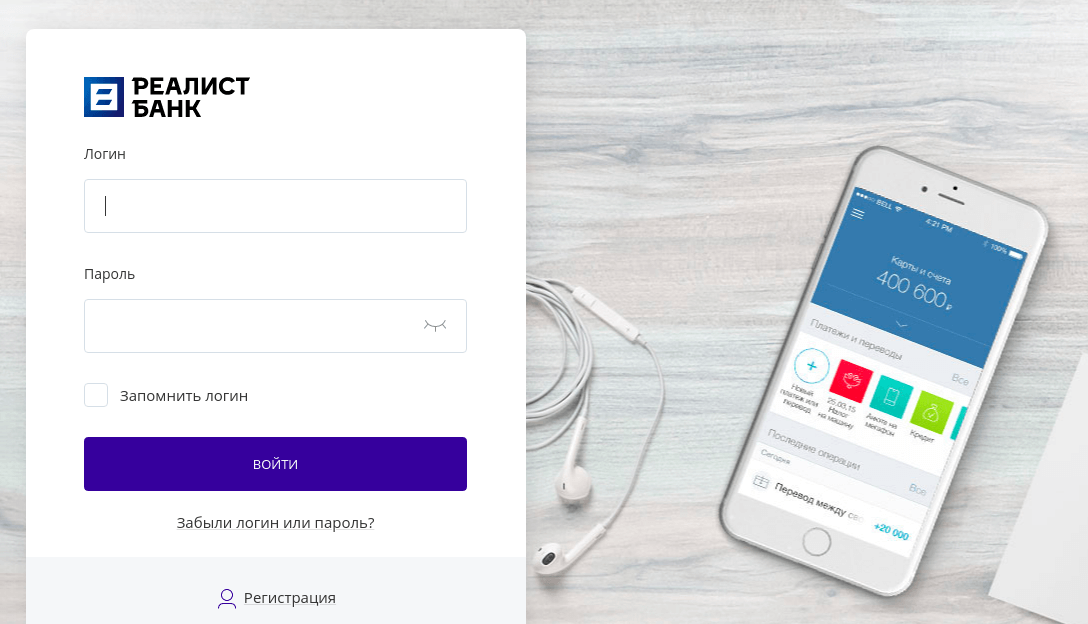 РЕАЛИСТ
БАНК
Логин
Пароль
Запомнить логин
ВОЙТИ
Забыли логин или пароль?
Регистрация
BELL
4:21 PM
100%
Карты и счета
400 600 ₽
Платежи и переводы
Все
Новый
платеж или
перевод
25.03.15
Налог
на машину
Анюта на
мегафон
Кредит
Последние операции
Все
Сегодня
Перевод между
+20 000